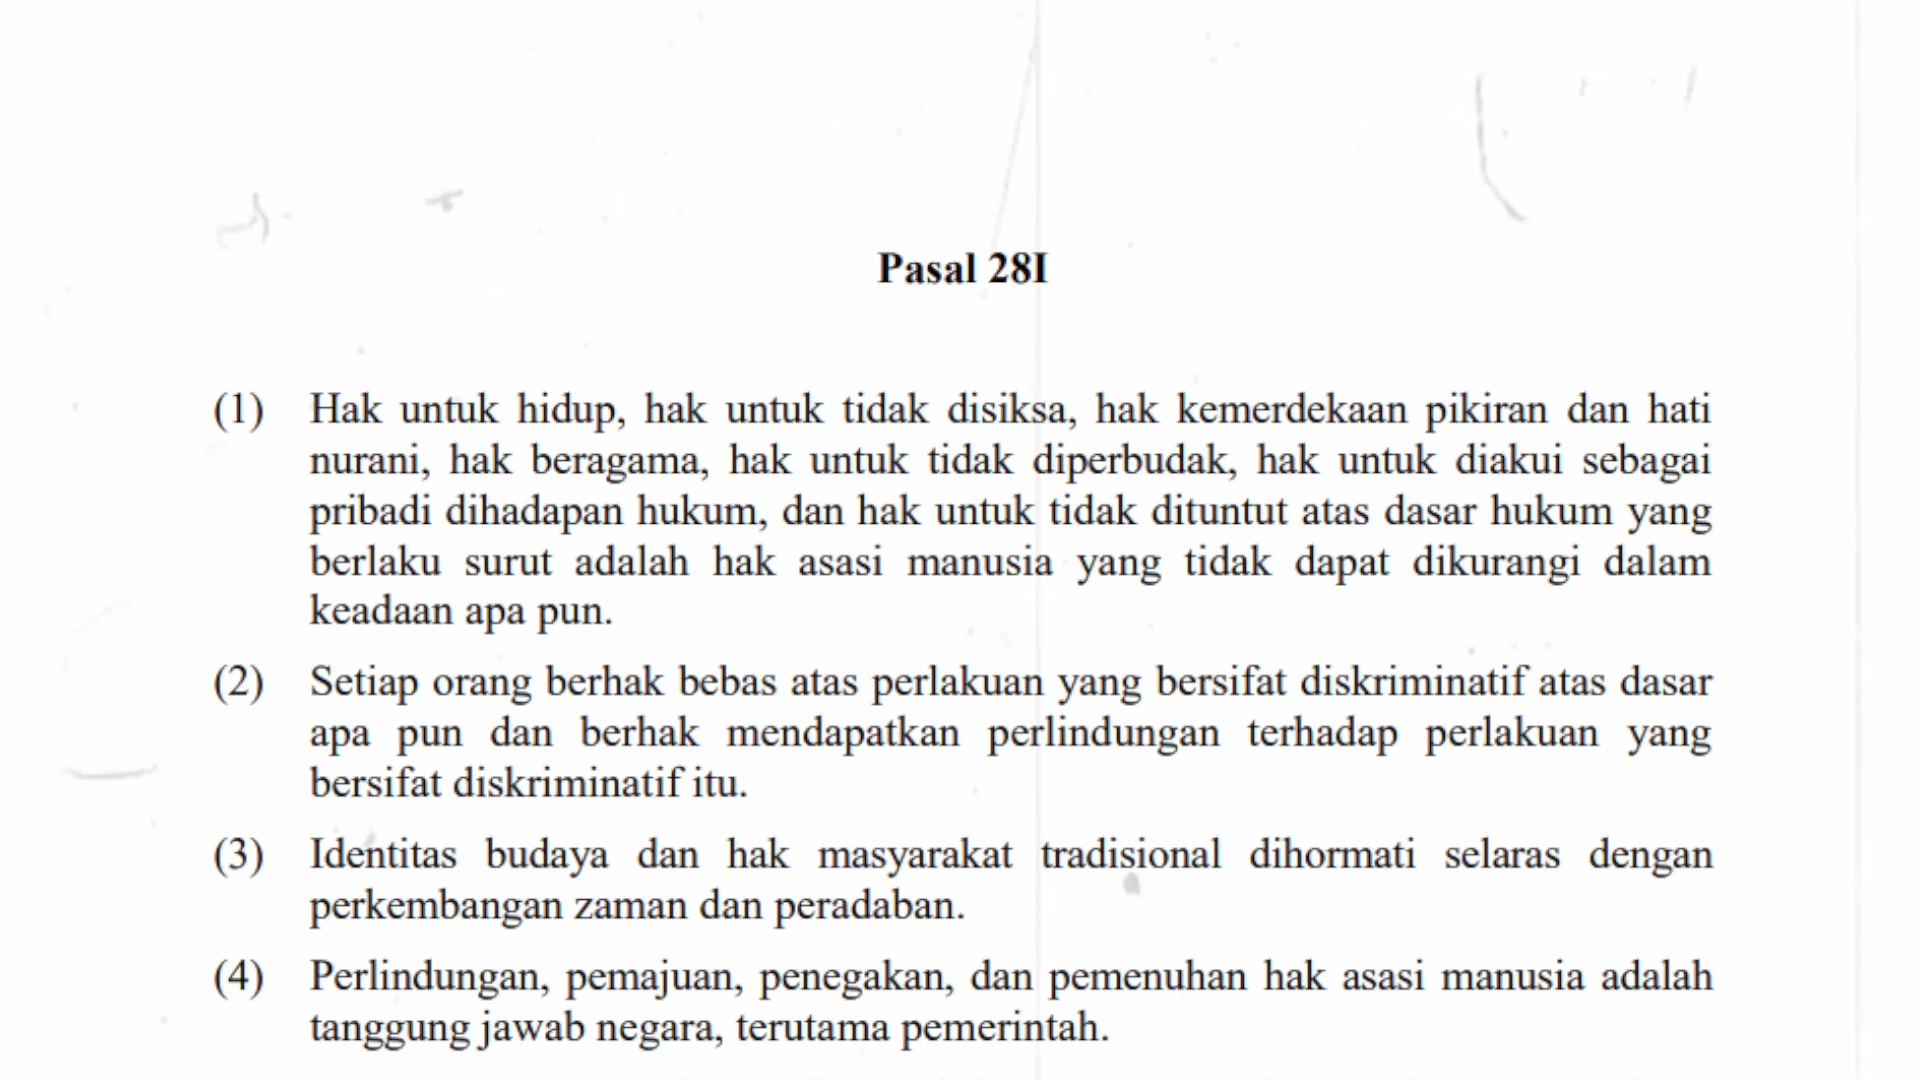 Pasal 28I
(1) Hak untuk hidup, hak untuk tidak disiksa, hak kemerdekaan pikiran dan hati
nurani, hak beragama, hak untuk tidak diperbudak, hak untuk diakui sebagai
pribadi dihadapan hukum, dan hak untuk tidak dituntut atas dasar hukum yang
berlaku surut adalah hak asasi manusia yang tidak dapat dikurangi dalam
keadaan apa pun.
(2) Setiap orang berhak bebas atas perlakuan yang bersifat diskriminatif atas dasar
apa pun dan berhak mendapatkan perlindungan terhadap perlakuan yang
bersifat diskriminatif itu.
(3) Identitas budaya dan hak masyarakat tradisional dihormati selaras dengan
perkembangan zaman dan peradaban.
(4) Perlindungan, pemajuan, penegakan, dan pemenuhan hak asasi manusia adalah
tanggung jawab negara, terutama pemerintah.